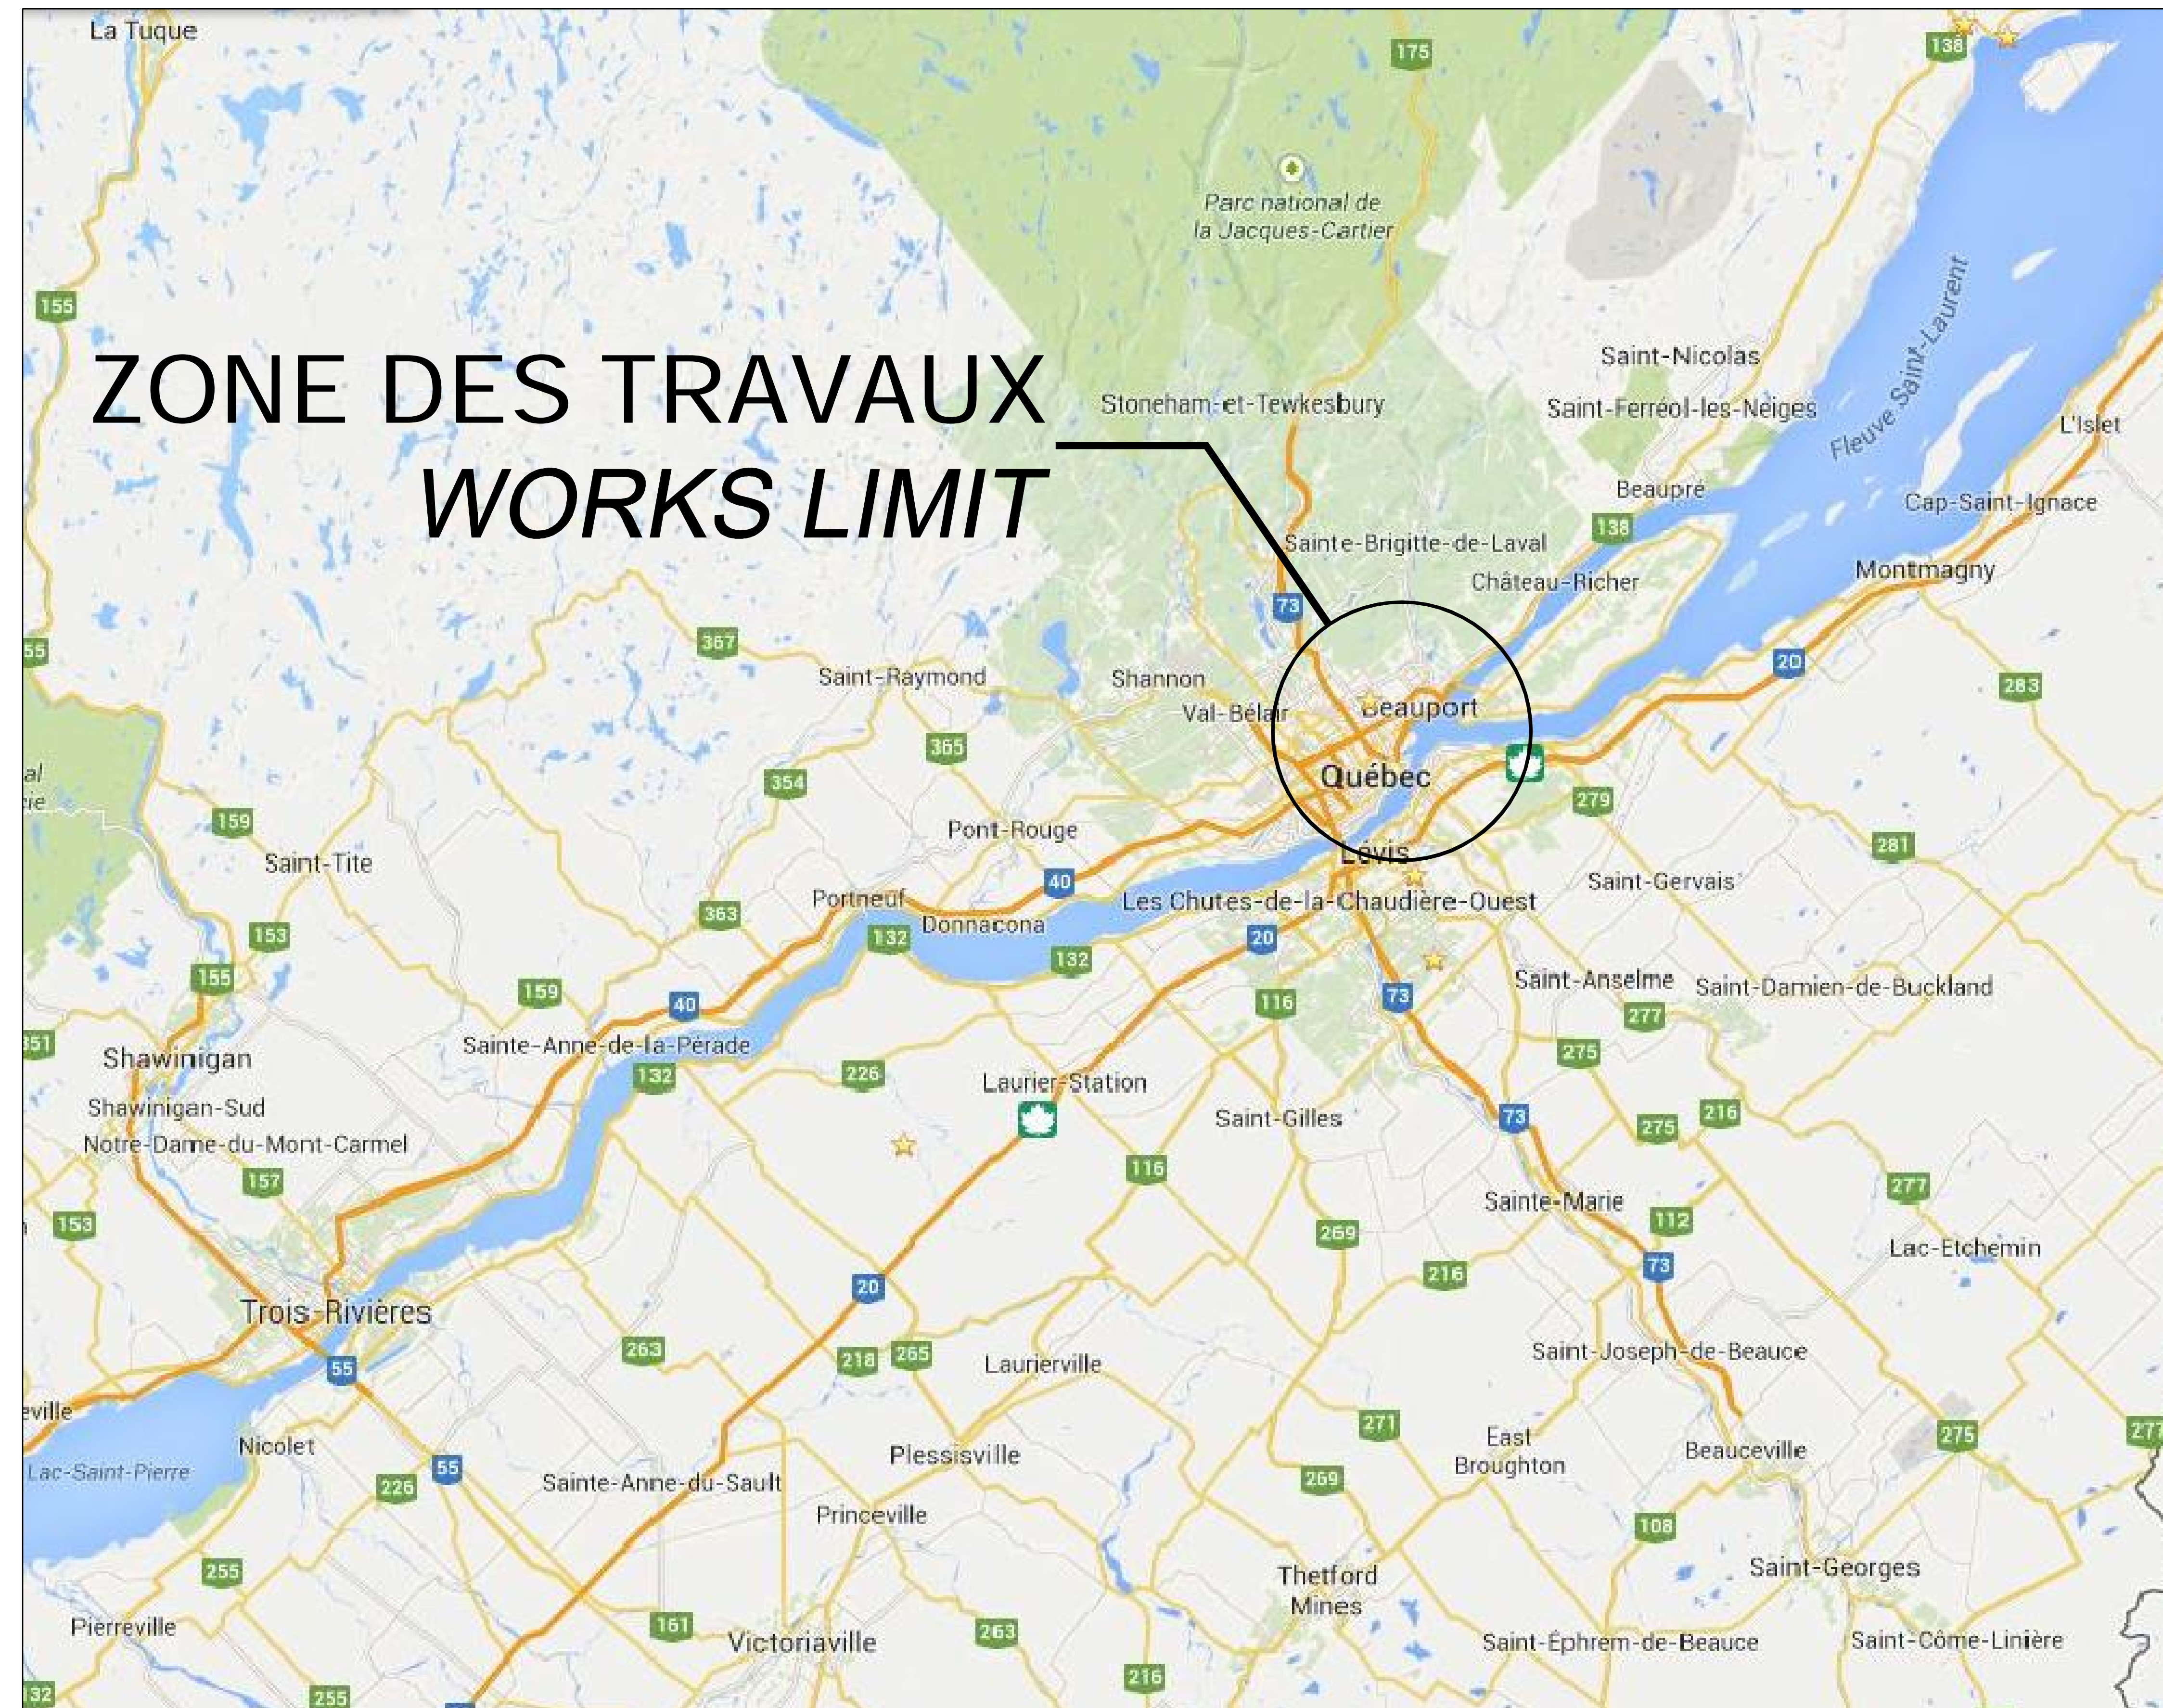 La Tuque
175
138
Parc national de
la Jacques-Cartier
155
Fleuve Saint-Laurent
ZONE DES TRAVAUX
WORKS LIMIT
Saint-Nicolas
Stoneham-et-Tewkesbury
Saint-Ferréol-les-Neiges
L'Islet
Beaupré
Cap-Saint-Ignace
138
Sainte-Brigitte-de-Laval
Château-Richer
Montmagny
73
367
55
20
Saint-Raymond
Shannon
283
Val-Bélair
Beauport
365
al
354
Québec
cie
279
159
Pont-Rouge
281
Saint-Tite
Lévis
40
Saint-Gervais
Portneuf
Les Chutes-de-la-Chaudière-Ouest
363
Donnacona
153
132
20
132
155
Saint-Anselme
Saint-Damien-de-Buckland
159
40
73
116
277
351
Sainte-Anne-de-la-Pérade
275
Shawinigan
132
226
Laurier-Station
Shawinigan-Sud
Saint-Gilles
73
275
216
Notre-Dame-du-Mont-Carmel
116
157
277
Sainte-Marie
153
112
269
Lac-Etchemin
73
216
20
Trois-Rivières
263
218
265
Laurierville
Saint-Joseph-de-Beauce
55
eville
271
East
Broughton
275
277
Nicolet
Plessisville
Beauceville
Lac-Saint-Pierre
55
226
Sainte-Anne-du-Sault
269
Princeville
108
255
Thetford
Mines
Saint-Georges
Pierreville
161
Victoriaville
263
Saint-Éphrem-de-Beauce
Saint-Côme-Linière
216
132
255